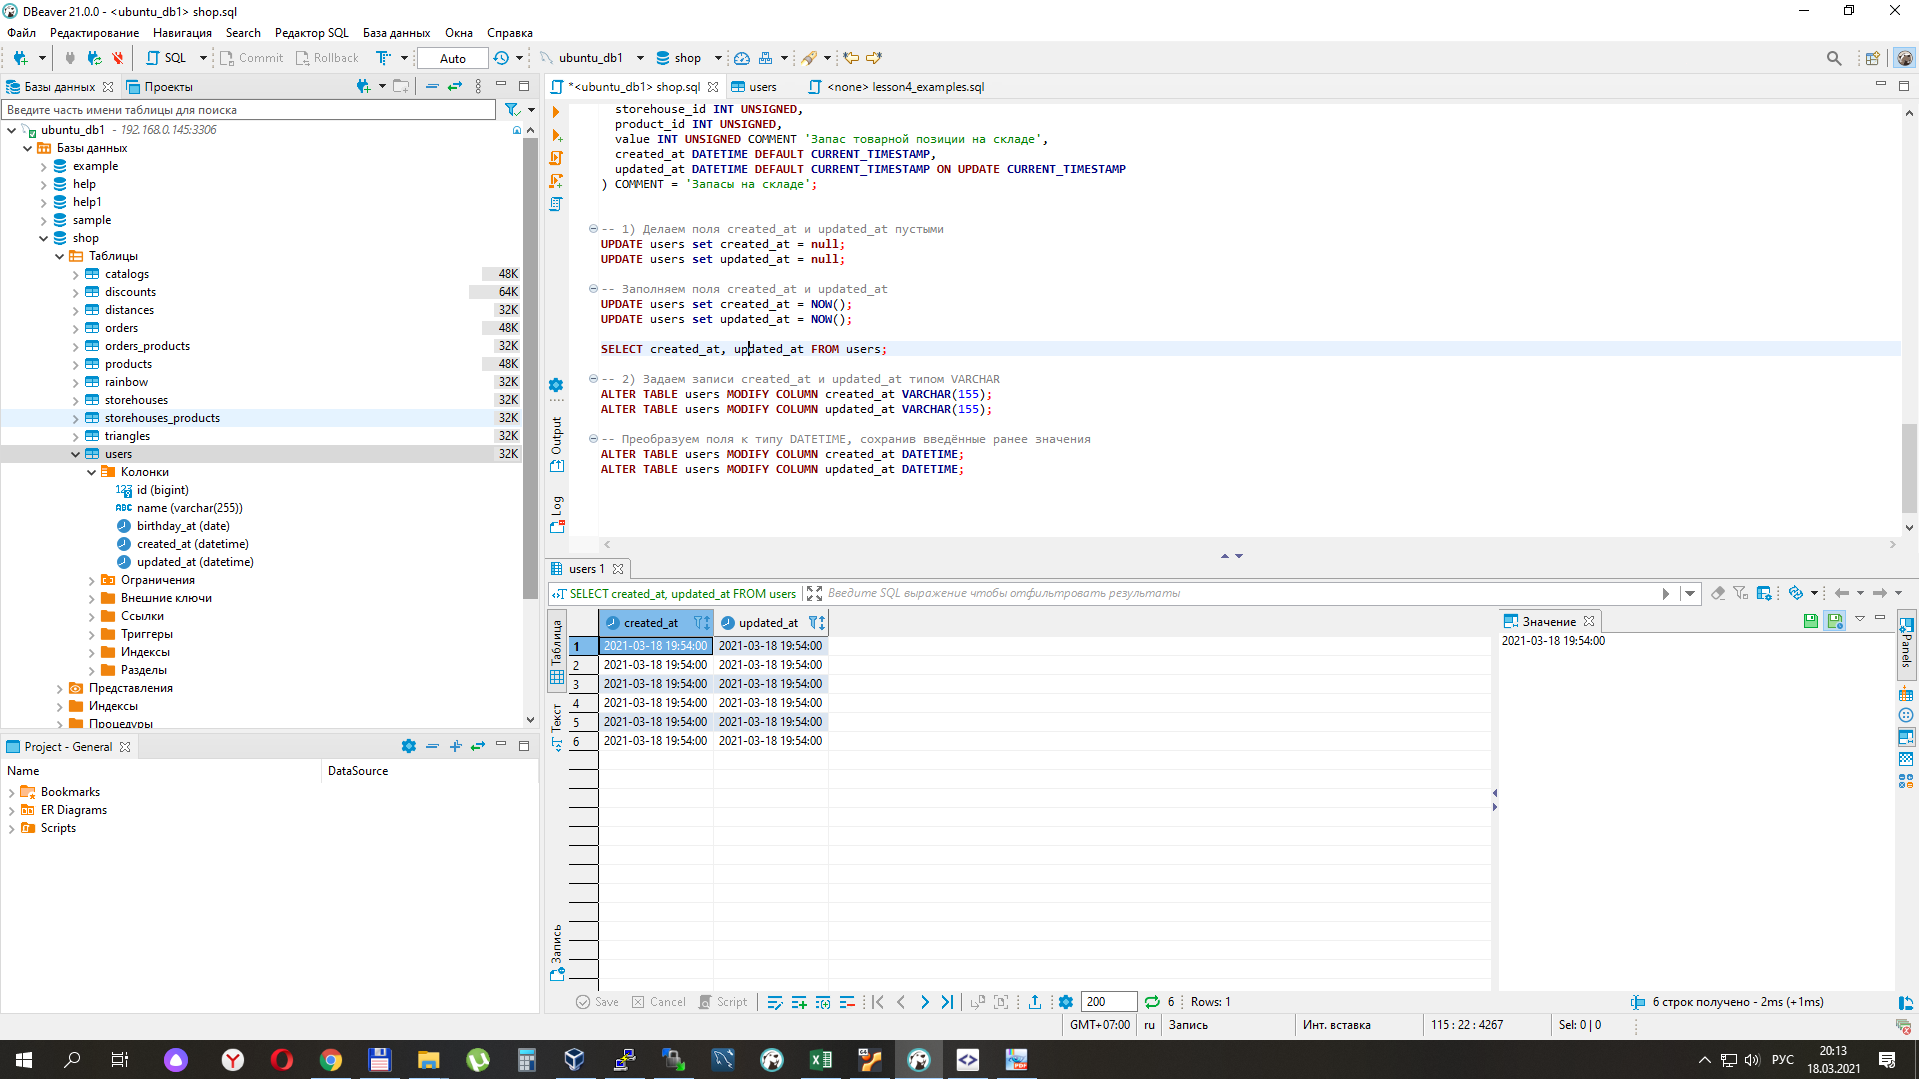 DBeaver 21.0.0 - <ubuntu_db1> shop.sql
Файл Редактирование Навигация Search Редактор SQL База данных Окна Справка
SQL Commit Rollback Auto ubuntu_db1 shop
Базы данных Проекты
Введите часть имени таблицы для поиска
ubuntu_db1 - 192.168.0.145:3306
Базы данных
example
help
help1
sample
shop
Таблицы
catalogs 48K
discounts 64K
distances 32K
orders 48K
orders_products 32K
products 48K
rainbow 32K
storehouses 32K
storehouses_products 32K
triangles 32K
users 32K
Колонки
id (bigint)
name (varchar(255))
birthday_at (date)
created_at (datetime)
updated_at (datetime)
Ограничения
Внешние ключи
Ссылки
Триггеры
Индексы
Разделы
Представления
Индексы
Процедуры
Project - General
Name DataSource
Bookmarks
ER Diagrams
Scripts
*<ubuntu_db1> shop.sql users <none> lesson4_examples.sql
storehouse_id INT UNSIGNED,
product_id INT UNSIGNED,
value INT UNSIGNED COMMENT 'Запас товарной позиции на складе',
created_at DATETIME DEFAULT CURRENT_TIMESTAMP,
updated_at DATETIME DEFAULT CURRENT_TIMESTAMP ON UPDATE CURRENT_TIMESTAMP
) COMMENT = 'Запасы на складе';
-- 1) Делаем поля created_at и updated_at пустыми
UPDATE users set created_at = null;
UPDATE users set updated_at = null;
-- Заполняем поля created_at и updated_at
UPDATE users set created_at = NOW();
UPDATE users set updated_at = NOW();
SELECT created_at, updated_at FROM users;
-- 2) Задаем записи created_at и updated_at типом VARCHAR
ALTER TABLE users MODIFY COLUMN created_at VARCHAR(155);
ALTER TABLE users MODIFY COLUMN updated_at VARCHAR(155);
-- Преобразуем поля к типу DATETIME, сохранив введённые ранее значения
ALTER TABLE users MODIFY COLUMN created_at DATETIME;
ALTER TABLE users MODIFY COLUMN updated_at DATETIME;
Output
Log
users 1
SELECT created_at, updated_at FROM users Введите SQL выражение чтобы отфильтровать результаты
Таблица
Текст
Запись
created_at updated_at
1 2021-03-18 19:54:00 2021-03-18 19:54:00
2 2021-03-18 19:54:00 2021-03-18 19:54:00
3 2021-03-18 19:54:00 2021-03-18 19:54:00
4 2021-03-18 19:54:00 2021-03-18 19:54:00
5 2021-03-18 19:54:00 2021-03-18 19:54:00
6 2021-03-18 19:54:00 2021-03-18 19:54:00
Значение
2021-03-18 19:54:00
Panels
Save Cancel Script 200 6 Rows: 1 6 строк получено - 2ms (+1ms)
GMT+07:00 ru Запись Инт. вставка 115 : 22 : 4267 Sel: 0 | 0
РУС 20:13
18.03.2021